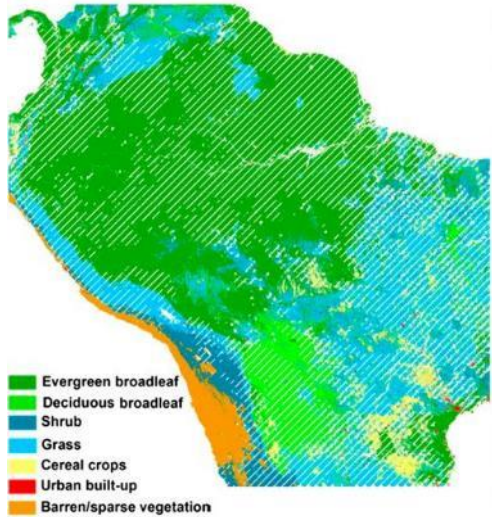 Evergreen broadleaf
Deciduous broadleaf
Shrub
Grass
Cereal crops
Urban built-up
Barren/sparse vegetation